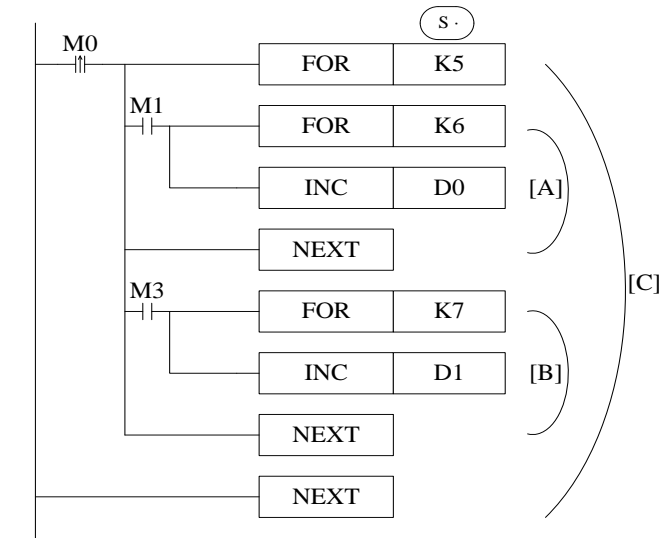 S ·
M0
FOR K5
M1
FOR K6
INC D0 [A]
NEXT
[C]
M3
FOR K7
INC D1 [B]
NEXT
NEXT